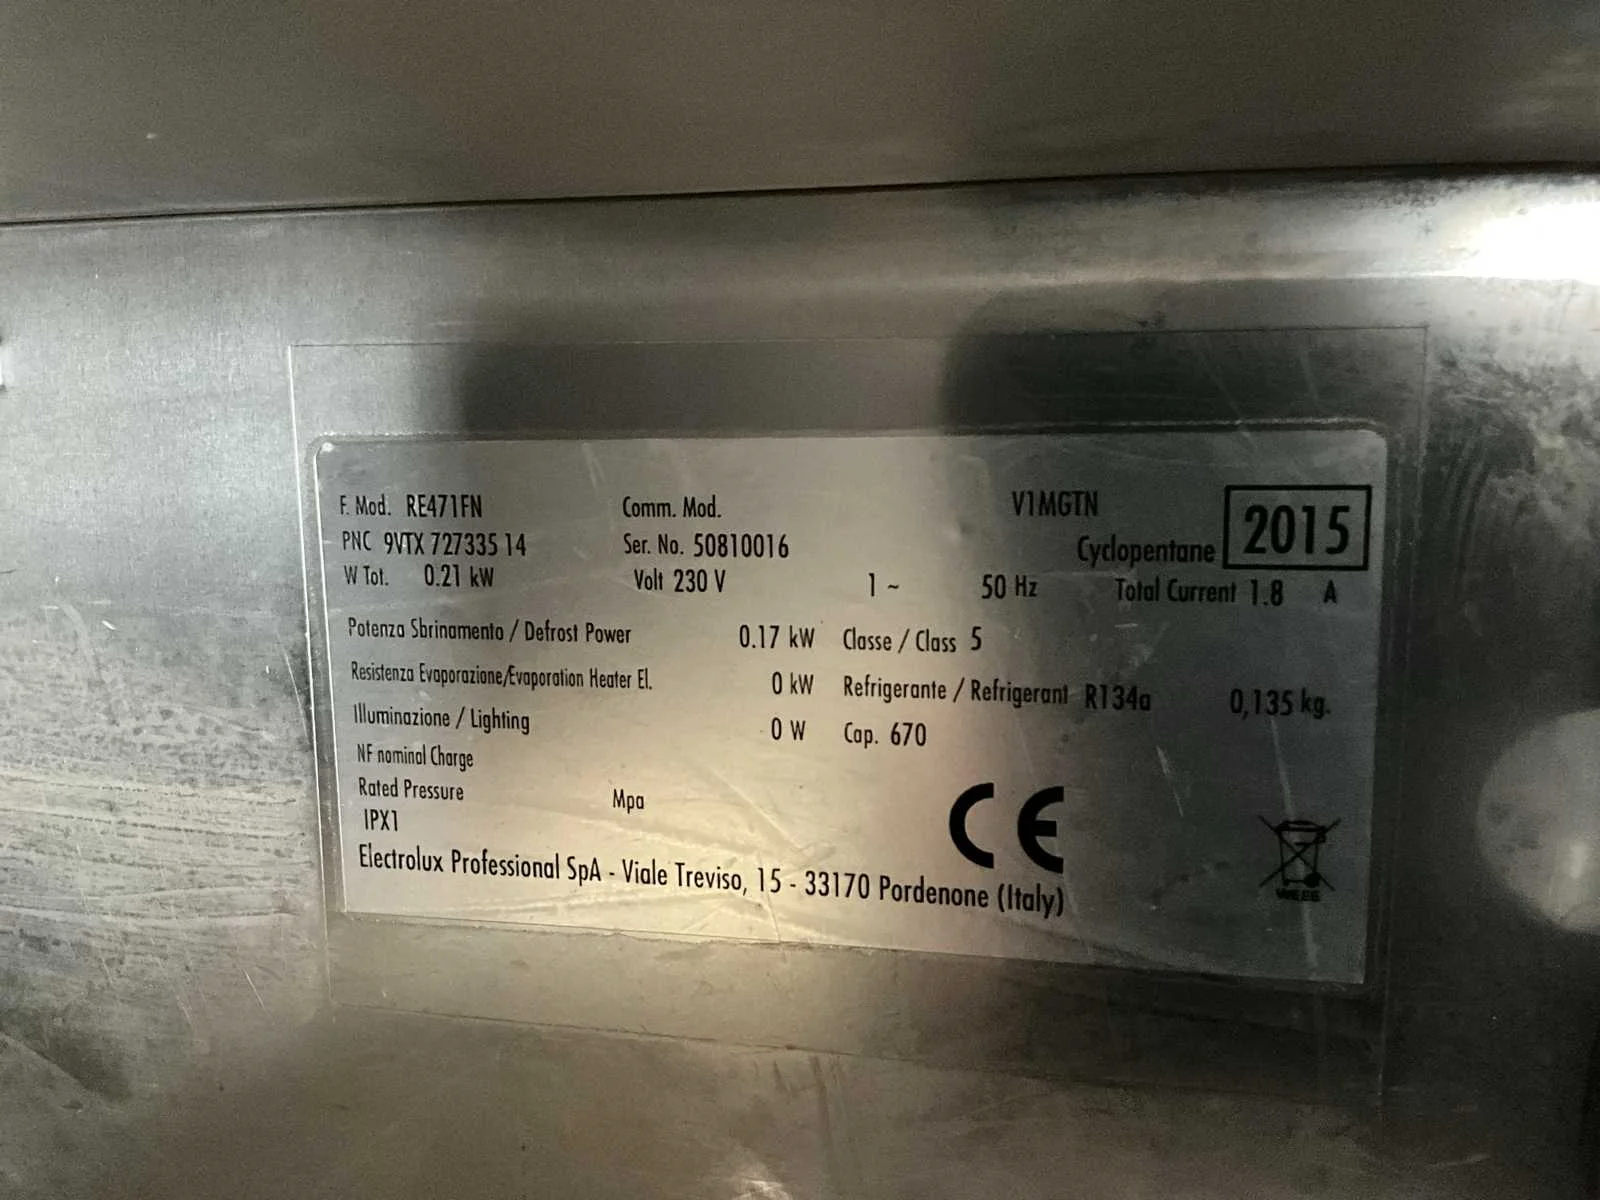 F. Mod. RE471FN Comm. Mod. V1MGTN 2015
PNC 9VTX 727335 14 Ser. No. 50810016 Cyclopentane
W Tot. 0.21 kW Volt 230 V 1 ~ 50 Hz Total Current 1.8 A
Potenza Sbrinamento / Defrost Power 0.17 kW Classe / Class 5
Resistenza Evaporazione/Evaporation Heater El. 0 kW Refrigerante / Refrigerant R134a 0,135 kg.
Illuminazione / Lighting 0 W Cap. 670
NF nominal Charge
Rated Pressure Mpa
IPX1
CE
WEEE
Electrolux Professional SpA - Viale Treviso, 15 - 33170 Pordenone (Italy)